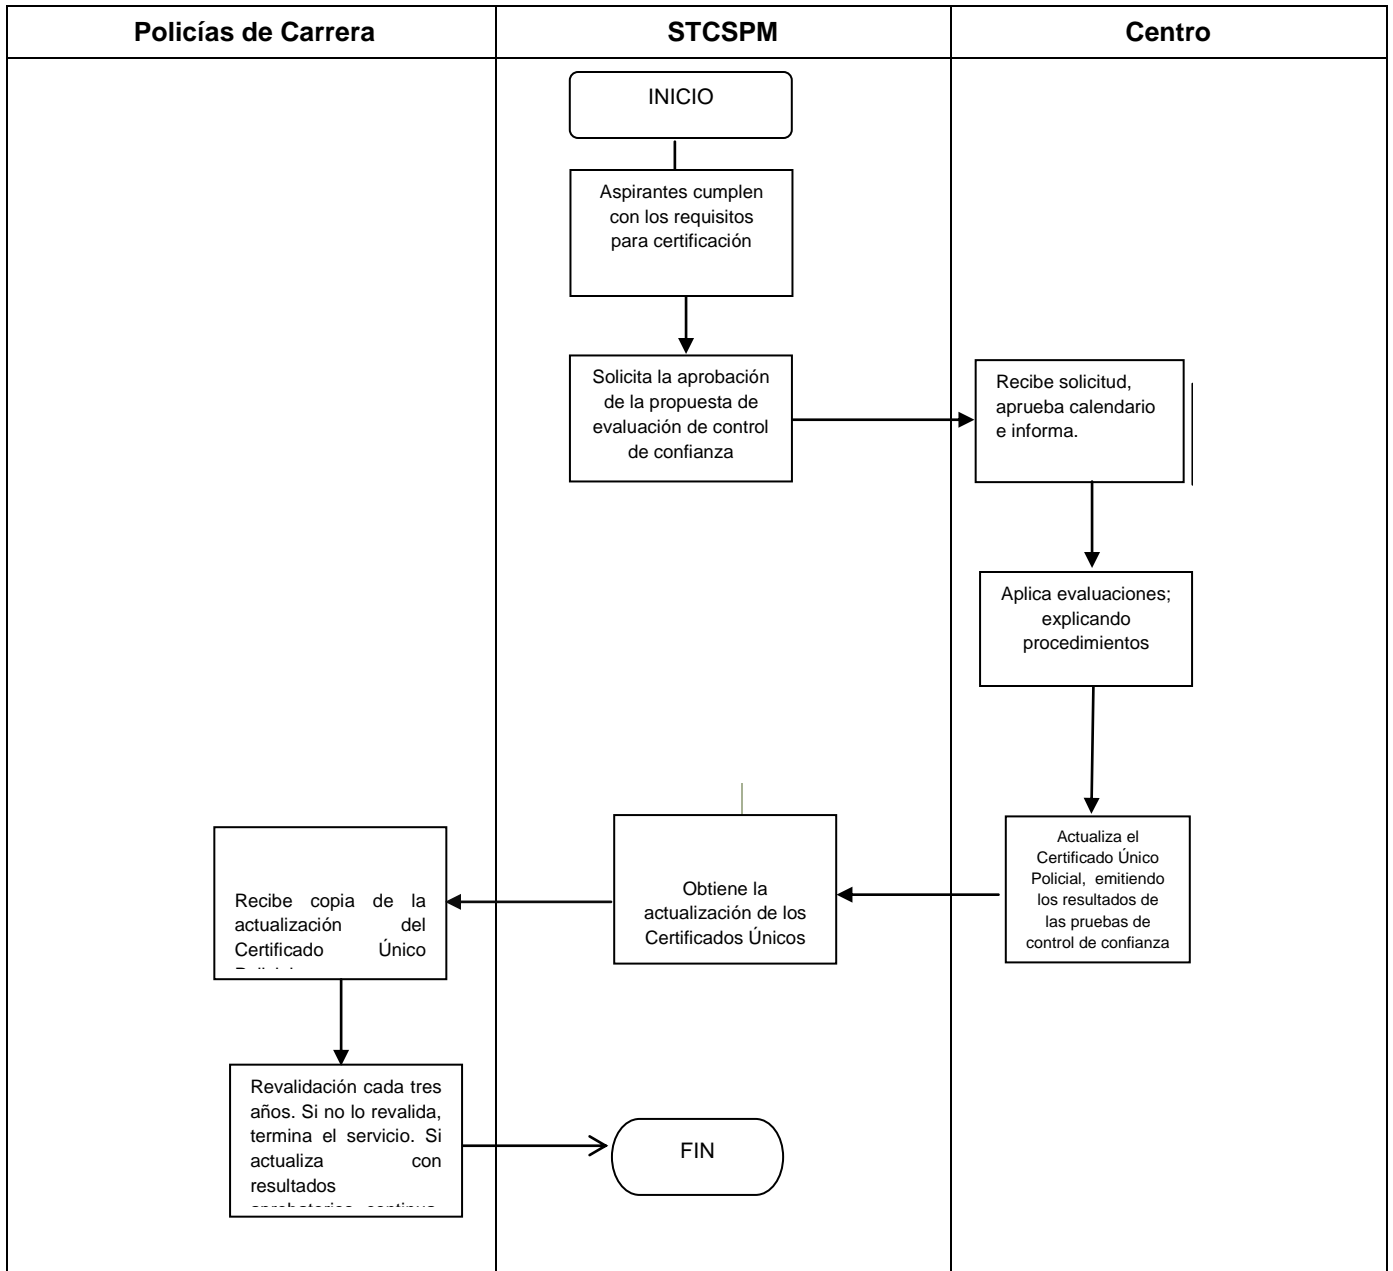 Policías de Carrera
STCSPM
Centro
INICIO
Aspirantes cumplen
con los requisitos
para certificación
Solicita la aprobación
de la propuesta de
evaluación de control
de confianza
Recibe solicitud,
aprueba calendario
e informa.
Aplica evaluaciones;
explicando
procedimientos
Actualiza el
Certificado Único
Policial, emitiendo
los resultados de
las pruebas de
control de confianza
Obtiene la
actualización de los
Certificados Únicos
Recibe copia de la
actualización del
Certificado Único
Revalidación cada tres
años. Si no lo revalida,
termina el servicio. Si
actualiza con
resultados
FIN